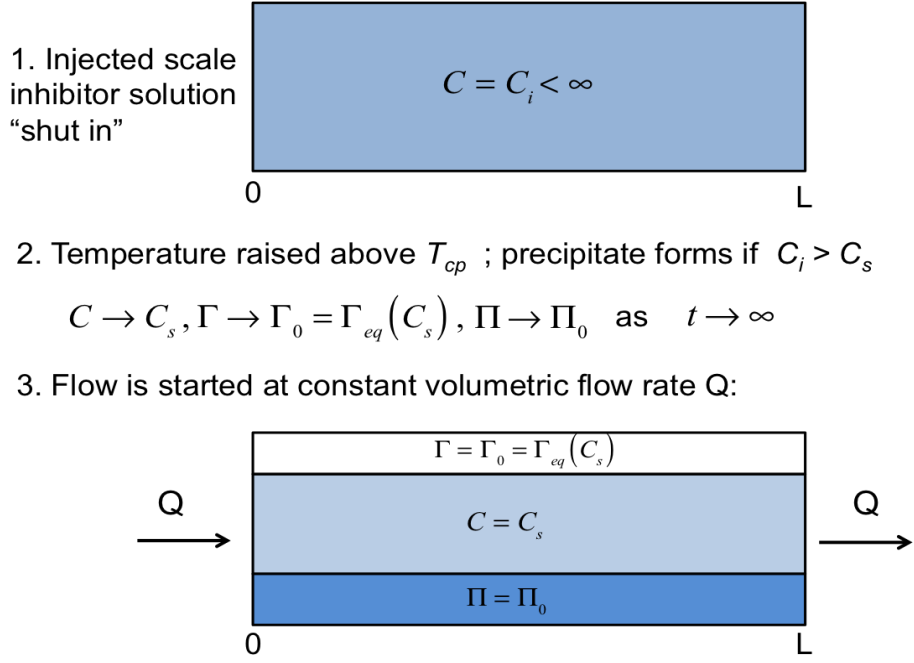 1. Injected scale
inhibitor solution
“shut in”
C = C_i < ∞
0
L
2. Temperature raised above T_cp ; precipitate forms if C_i > C_s
C → C_s, Γ → Γ_0 = Γ_eq(C_s), Π → Π_0 as t → ∞
3. Flow is started at constant volumetric flow rate Q:
Γ = Γ_0 = Γ_eq(C_s)
Q
Q
C = C_s
Π = Π_0
0
L